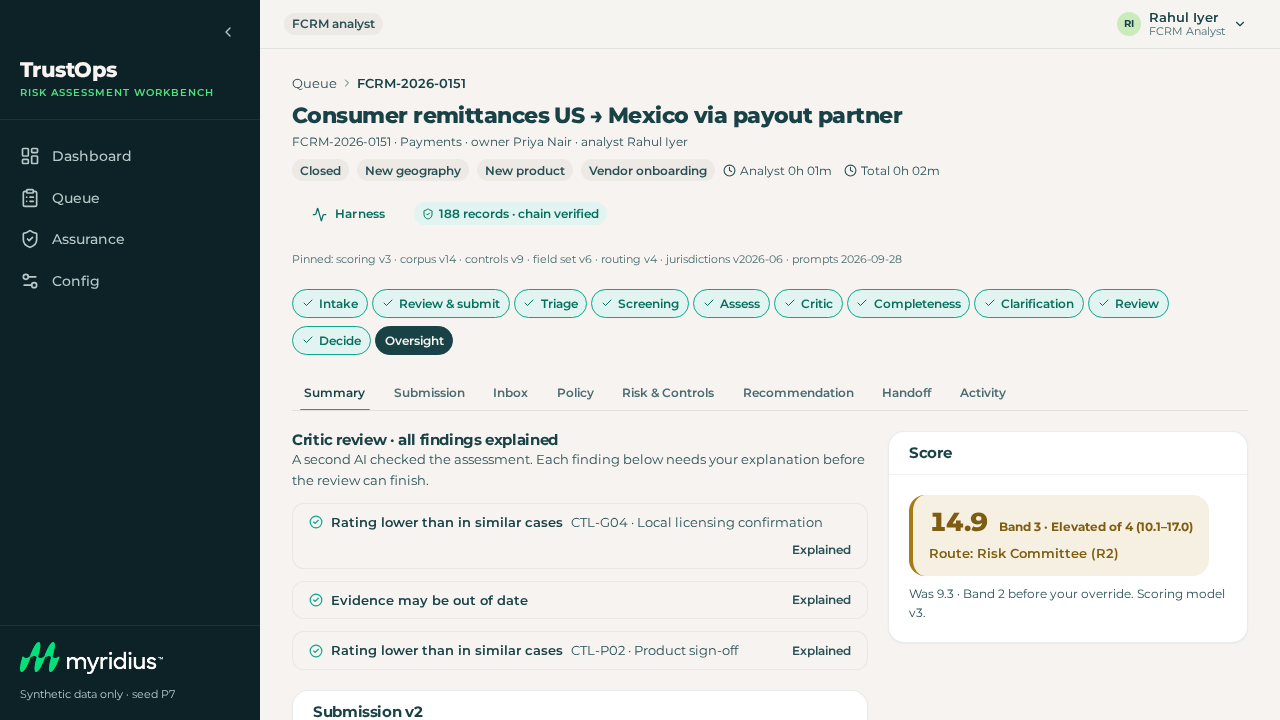 FCRM analyst
RI
Rahul Iyer
FCRM Analyst
TrustOps
RISK ASSESSMENT WORKBENCH
Dashboard
Queue
Assurance
Config
myridius™
Synthetic data only · seed P7
Queue > FCRM-2026-0151
Consumer remittances US → Mexico via payout partner
FCRM-2026-0151 · Payments · owner Priya Nair · analyst Rahul Iyer
Closed New geography New product Vendor onboarding Analyst 0h 01m Total 0h 02m
Harness 188 records · chain verified
Pinned: scoring v3 · corpus v14 · controls v9 · field set v6 · routing v4 · jurisdictions v2026-06 · prompts 2026-09-28
Intake Review & submit Triage Screening Assess Critic Completeness Clarification Review
Decide Oversight
Summary Submission Inbox Policy Risk & Controls Recommendation Handoff Activity
Critic review · all findings explained
A second AI checked the assessment. Each finding below needs your explanation before
the review can finish.
Rating lower than in similar cases CTL-G04 · Local licensing confirmation
Explained
Evidence may be out of date Explained
Rating lower than in similar cases CTL-P02 · Product sign-off Explained
Submission v2
Score
14.9 Band 3 · Elevated of 4 (10.1–17.0)
Route: Risk Committee (R2)
Was 9.3 · Band 2 before your override. Scoring model
v3.